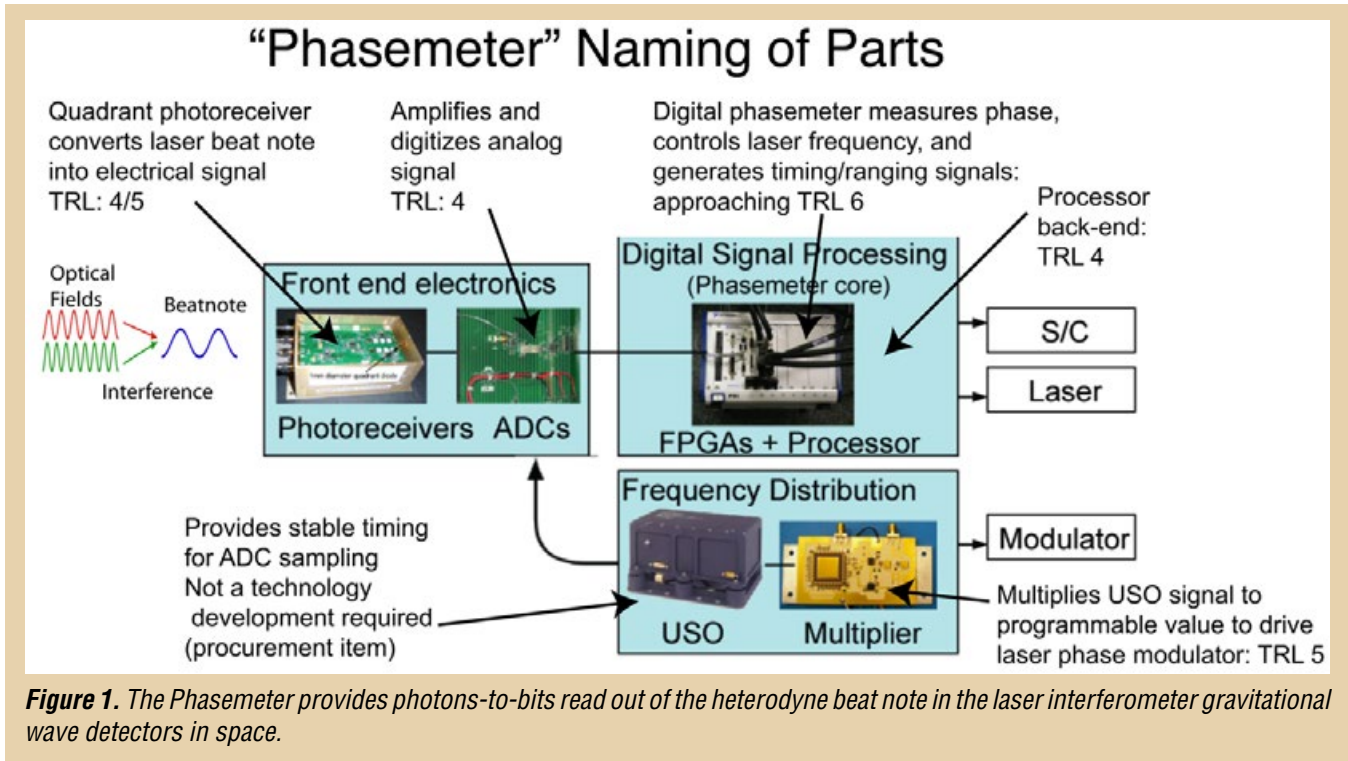 “Phasemeter” Naming of Parts
Quadrant photoreceiver
converts laser beat note
into electrical signal
TRL: 4/5
Amplifies and
digitizes analog
signal
TRL: 4
Digital phasemeter measures phase,
controls laser frequency, and
generates timing/ranging signals:
approaching TRL 6
Processor
back-end:
TRL 4
Optical
Fields
Beatnote
Interference
Front end electronics
Photoreceivers
ADCs
Digital Signal Processing
(Phasemeter core)
FPGAs + Processor
S/C
Laser
Frequency Distribution
USO
Multiplier
Modulator
Provides stable timing
for ADC sampling
Not a technology
development required
(procurement item)
Multiplies USO signal to
programmable value to drive
laser phase modulator: TRL 5
Figure 1. The Phasemeter provides photons-to-bits read out of the heterodyne beat note in the laser interferometer gravitational
wave detectors in space.